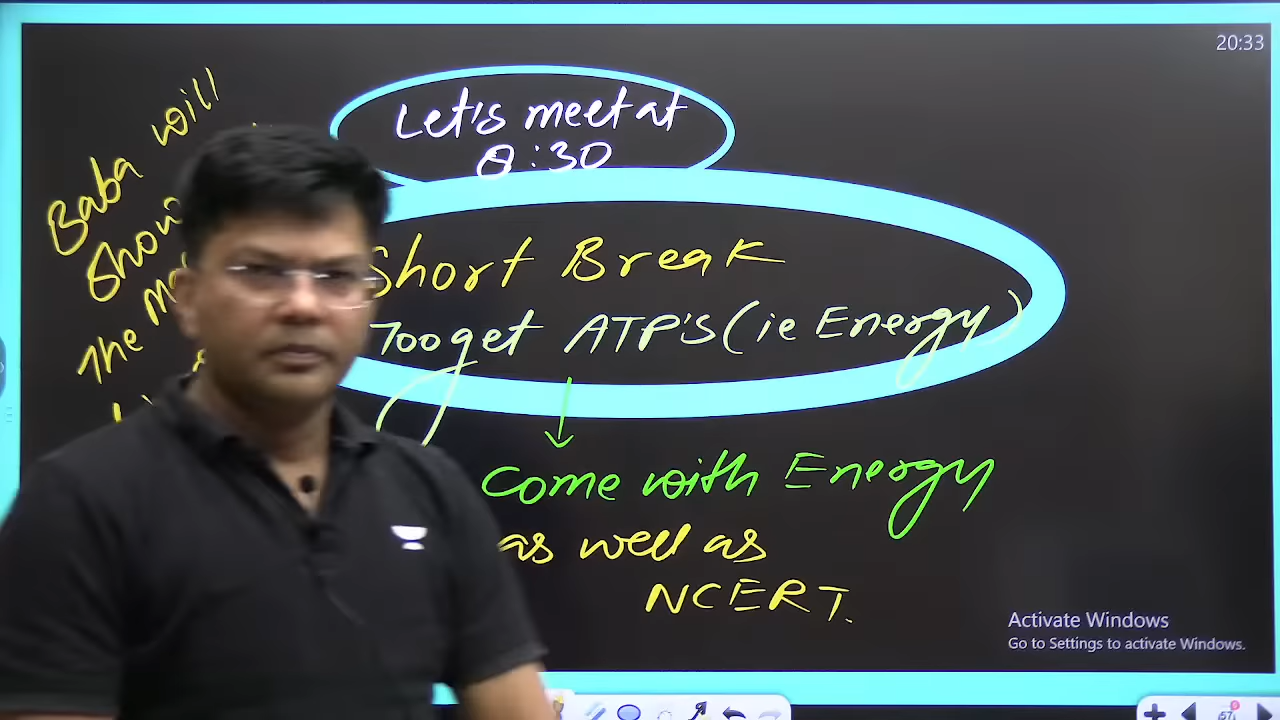 20:33
Let's meet at
8:30
Baba will
The
Short Break
Too get ATP'S (ie Energy)
Come with Energy
as well as
NCERT.
Activate Windows
Go to Settings to activate Windows.
57